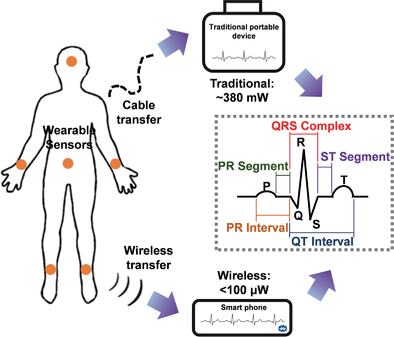 Traditional portable
device
Traditional:
~380 mW
Cable
transfer
Wearable
Sensors
QRS Complex
R
ST Segment
PR Segment
P
T
Q
S
PR Interval
QT Interval
Wireless
transfer
Wireless:
<100 μW
Smart phone